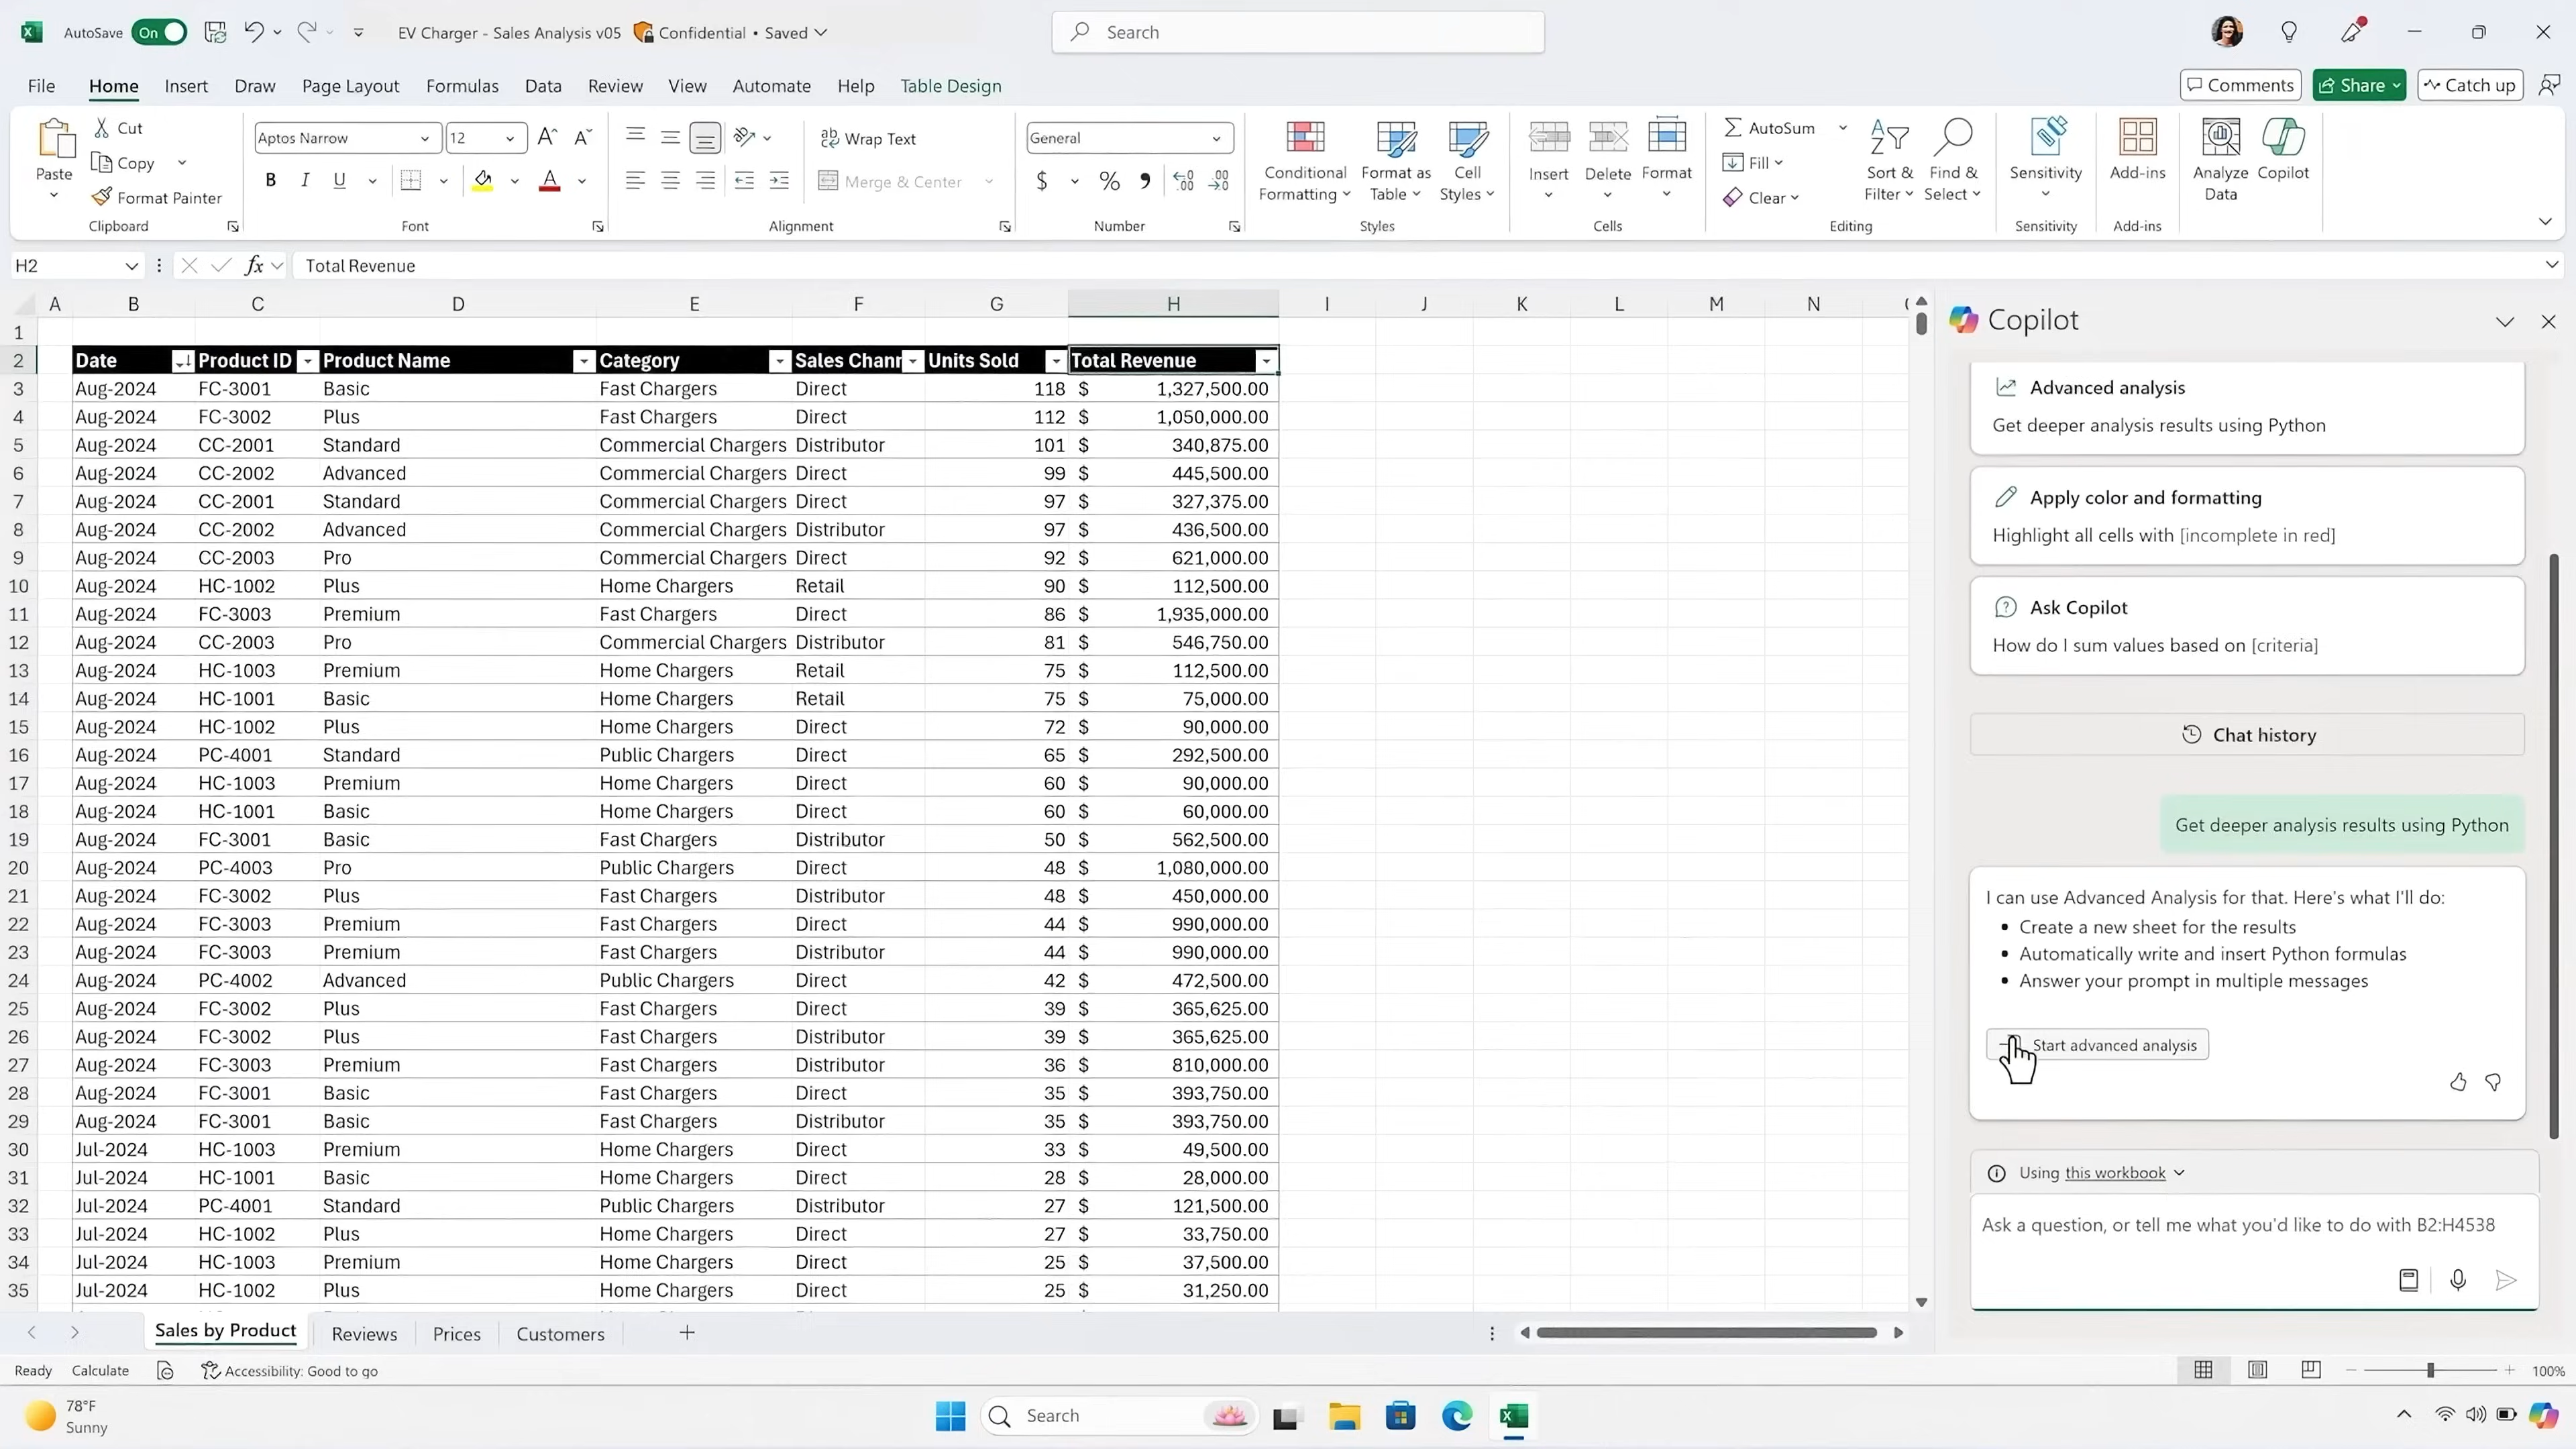 AutoSave On EV Charger - Sales Analysis v05 Confidential • Saved Search
File Home Insert Draw Page Layout Formulas Data Review View Automate Help Table Design Comments Share Catch up
Paste Cut Copy Format Painter Clipboard
Aptos Narrow 12 B I U A Font
Wrap Text Merge & Center Alignment
General $ % Number
Conditional Formatting Format as Table Cell Styles Styles
Insert Delete Format Cells
AutoSum Fill Clear Sort & Filter Find & Select Editing
Sensitivity Sensitivity
Add-ins Add-ins
Analyze Data Copilot
H2 fx Total Revenue
A B C D E F G H I J K L M N
1
2 Date Product ID Product Name Category Sales Chann Units Sold Total Revenue
3 Aug-2024 FC-3001 Basic Fast Chargers Direct 118 $ 1,327,500.00
4 Aug-2024 FC-3002 Plus Fast Chargers Direct 112 $ 1,050,000.00
5 Aug-2024 CC-2001 Standard Commercial Chargers Distributor 101 $ 340,875.00
6 Aug-2024 CC-2002 Advanced Commercial Chargers Direct 99 $ 445,500.00
7 Aug-2024 CC-2001 Standard Commercial Chargers Direct 97 $ 327,375.00
8 Aug-2024 CC-2002 Advanced Commercial Chargers Distributor 97 $ 436,500.00
9 Aug-2024 CC-2003 Pro Commercial Chargers Direct 92 $ 621,000.00
10 Aug-2024 HC-1002 Plus Home Chargers Retail 90 $ 112,500.00
11 Aug-2024 FC-3003 Premium Fast Chargers Direct 86 $ 1,935,000.00
12 Aug-2024 CC-2003 Pro Commercial Chargers Distributor 81 $ 546,750.00
13 Aug-2024 HC-1003 Premium Home Chargers Retail 75 $ 112,500.00
14 Aug-2024 HC-1001 Basic Home Chargers Retail 75 $ 75,000.00
15 Aug-2024 HC-1002 Plus Home Chargers Direct 72 $ 90,000.00
16 Aug-2024 PC-4001 Standard Public Chargers Direct 65 $ 292,500.00
17 Aug-2024 HC-1003 Premium Home Chargers Direct 60 $ 90,000.00
18 Aug-2024 HC-1001 Basic Home Chargers Direct 60 $ 60,000.00
19 Aug-2024 FC-3001 Basic Fast Chargers Distributor 50 $ 562,500.00
20 Aug-2024 PC-4003 Pro Public Chargers Direct 48 $ 1,080,000.00
21 Aug-2024 FC-3002 Plus Fast Chargers Distributor 48 $ 450,000.00
22 Aug-2024 FC-3003 Premium Fast Chargers Direct 44 $ 990,000.00
23 Aug-2024 FC-3003 Premium Fast Chargers Distributor 44 $ 990,000.00
24 Aug-2024 PC-4002 Advanced Public Chargers Direct 42 $ 472,500.00
25 Aug-2024 FC-3002 Plus Fast Chargers Direct 39 $ 365,625.00
26 Aug-2024 FC-3002 Plus Fast Chargers Distributor 39 $ 365,625.00
27 Aug-2024 FC-3003 Premium Fast Chargers Distributor 36 $ 810,000.00
28 Aug-2024 FC-3001 Basic Fast Chargers Direct 35 $ 393,750.00
29 Aug-2024 FC-3001 Basic Fast Chargers Distributor 35 $ 393,750.00
30 Jul-2024 HC-1003 Premium Home Chargers Direct 33 $ 49,500.00
31 Jul-2024 HC-1001 Basic Home Chargers Direct 28 $ 28,000.00
32 Jul-2024 PC-4001 Standard Public Chargers Distributor 27 $ 121,500.00
33 Jul-2024 HC-1002 Plus Home Chargers Direct 27 $ 33,750.00
34 Jul-2024 HC-1003 Premium Home Chargers Direct 25 $ 37,500.00
35 Jul-2024 HC-1002 Plus Home Chargers Direct 25 $ 31,250.00
Copilot
Advanced analysis
Get deeper analysis results using Python
Apply color and formatting
Highlight all cells with [incomplete in red]
Ask Copilot
How do I sum values based on [criteria]
Chat history
Get deeper analysis results using Python
I can use Advanced Analysis for that. Here's what I'll do:
• Create a new sheet for the results
• Automatically write and insert Python formulas
• Answer your prompt in multiple messages
Start advanced analysis
Using this workbook
Ask a question, or tell me what you'd like to do with B2:H4538
Sales by Product Reviews Prices Customers
Ready Calculate Accessibility: Good to go 100%
78°F
Sunny
Search